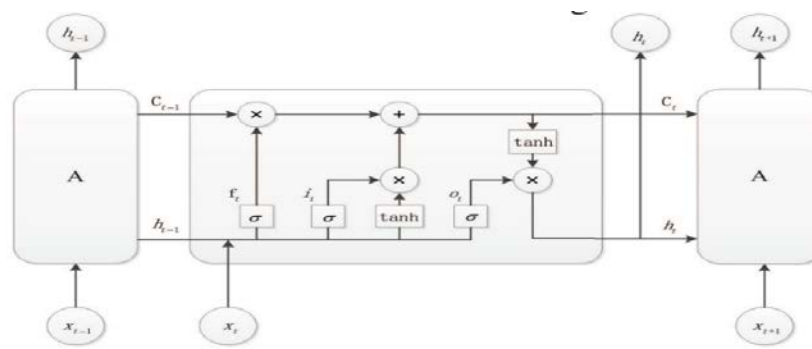 h_{t-1} h_t h_{t+1}
C_{t-1} × + C_t
tanh
A × × A
f_t i_t o_t
σ σ tanh σ
h_{t-1} h_t
x_{t-1} x_t x_{t+1}